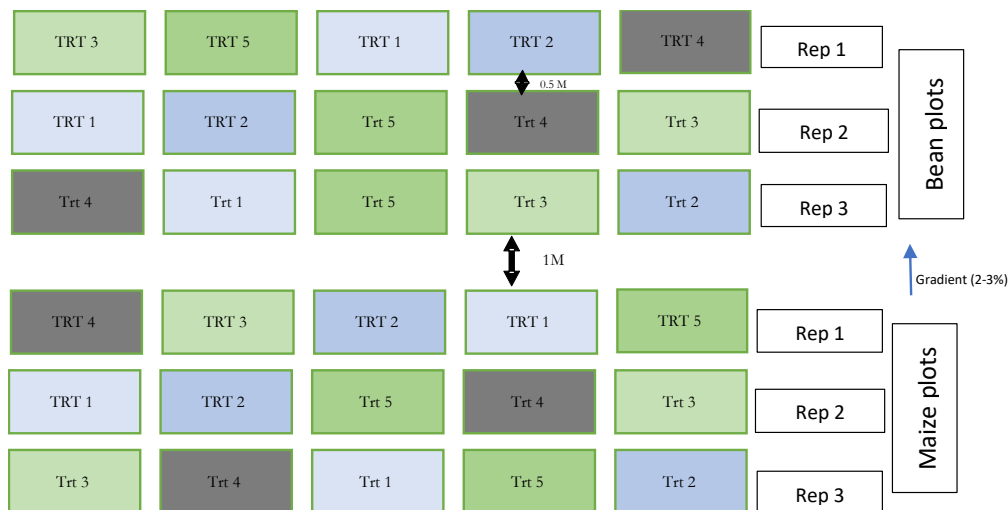 TRT 3
TRT 5
TRT 1
TRT 2
TRT 4
Rep 1
0.5 M
TRT 1
TRT 2
Trt 5
Trt 4
Trt 3
Rep 2
Bean plots
Trt 4
Trt 1
Trt 5
Trt 3
Trt 2
Rep 3
1M
Gradient (2-3%)
TRT 4
TRT 3
TRT 2
TRT 1
TRT 5
Rep 1
TRT 1
TRT 2
Trt 5
Trt 4
Trt 3
Rep 2
Maize plots
Trt 3
Trt 4
Trt 1
Trt 5
Trt 2
Rep 3